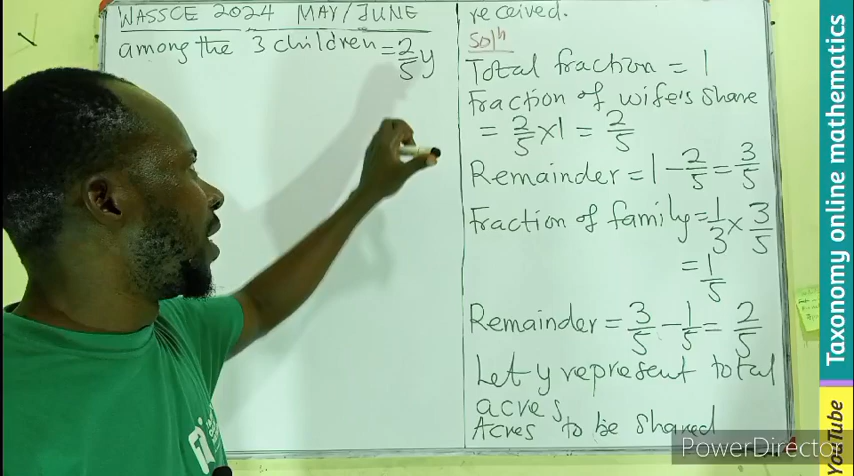 WASSCE 2024 MAY/JUNE
among the 3 children = 2/5 y
received.
Soln
Total fraction = 1
Fraction of wife's share
= 2/5 x 1 = 2/5
Remainder = 1 - 2/5 = 3/5
Fraction of family = 1/3 x 3/5
= 1/5
Remainder = 3/5 - 1/5 = 2/5
Let y represent total
acres
Acres to be shared
PowerDirector
Taxonomy online mathematics
YouTube